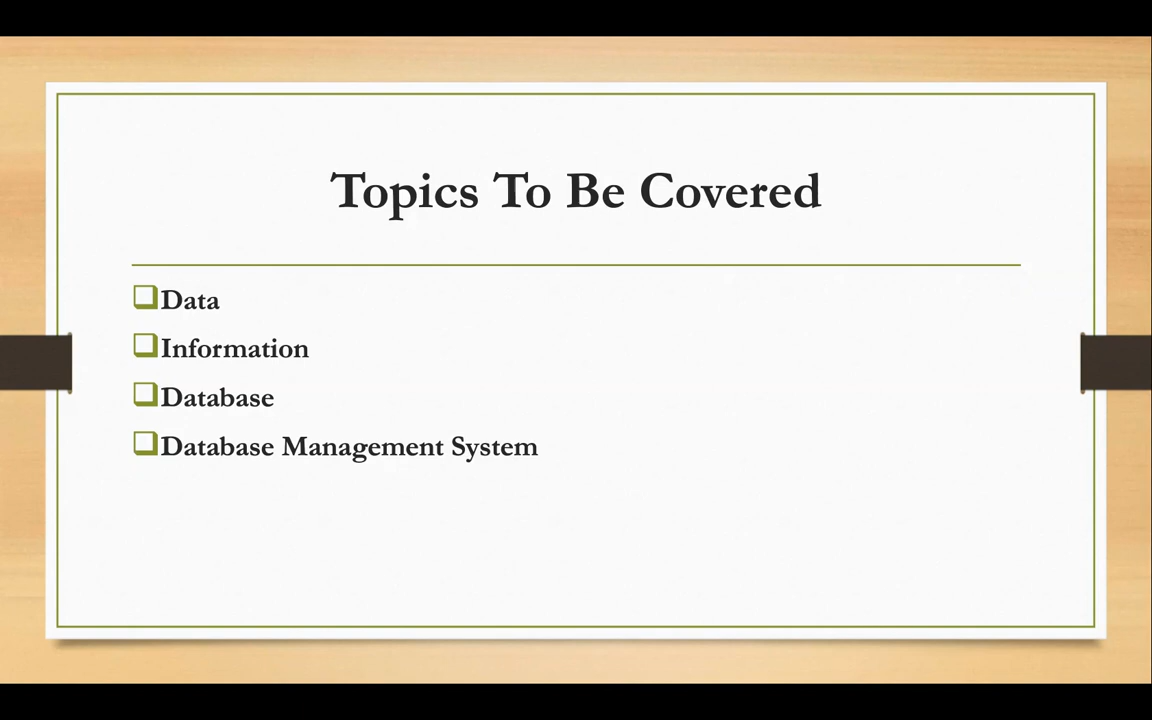 Topics To Be Covered
Data
Information
Database
Database Management System